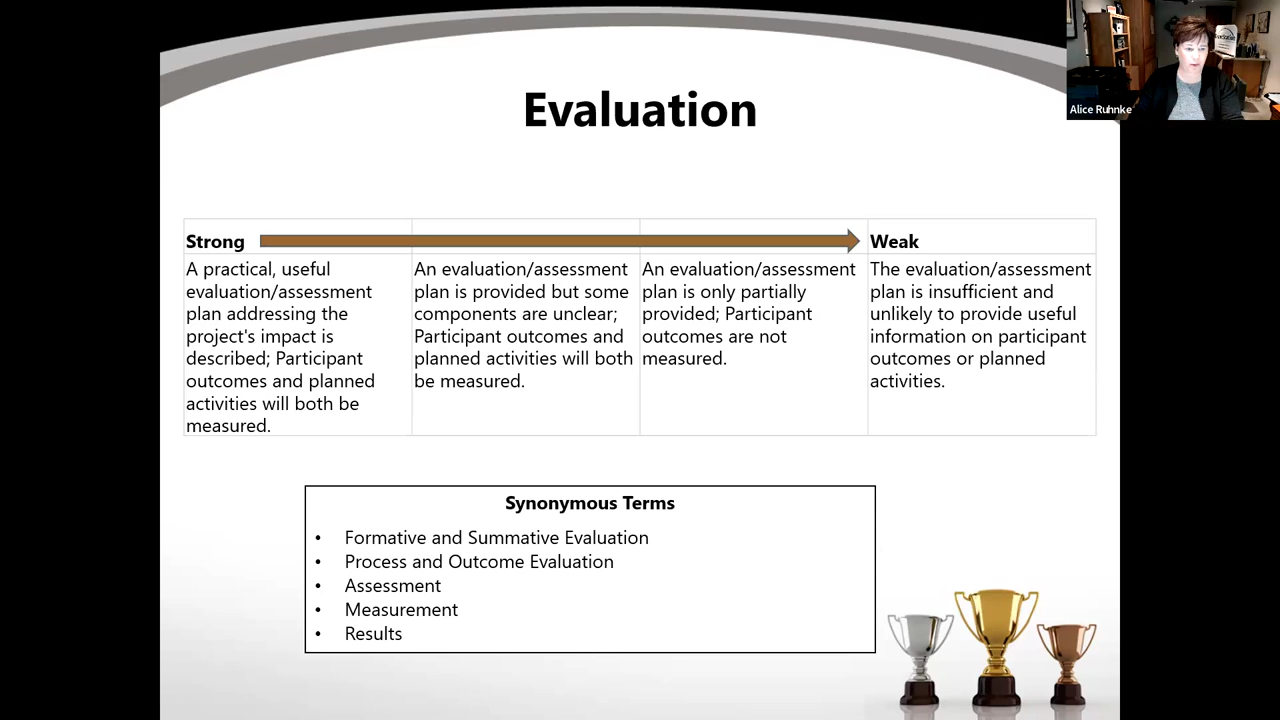 Alice Ruhnke
Evaluation
Strong
Weak
A practical, useful
evaluation/assessment
plan addressing the
project's impact is
described; Participant
outcomes and planned
activities will both be
measured.
An evaluation/assessment
plan is provided but some
components are unclear;
Participant outcomes and
planned activities will both
be measured.
An evaluation/assessment
plan is only partially
provided; Participant
outcomes are not
measured.
The evaluation/assessment
plan is insufficient and
unlikely to provide useful
information on participant
outcomes or planned
activities.
Synonymous Terms
• Formative and Summative Evaluation
• Process and Outcome Evaluation
• Assessment
• Measurement
• Results